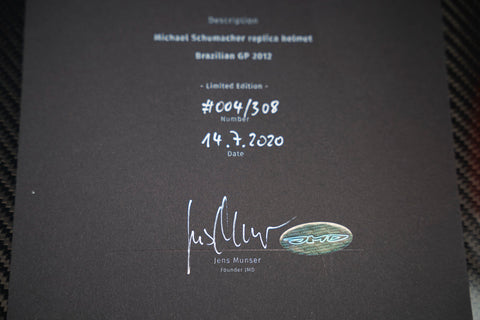 Description
Michael Schumacher replica helmet
Brazilian GP 2012
- Limited Edition -
#004/308
Number
14.7.2020
Date
JMD
Jens Munser
Founder JMD